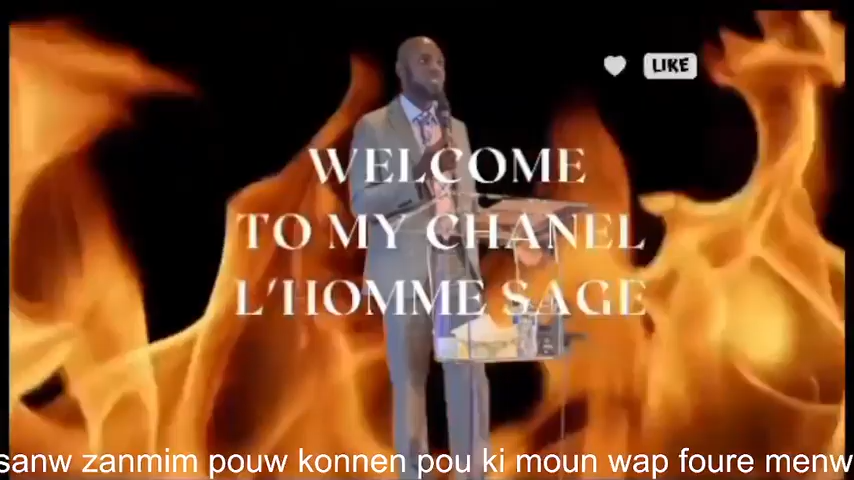 LIKE
WELCOME
TO MY CHANEL
L'HOMME SAGE
sanw zanmim pouw konnen pou ki moun wap foure menw